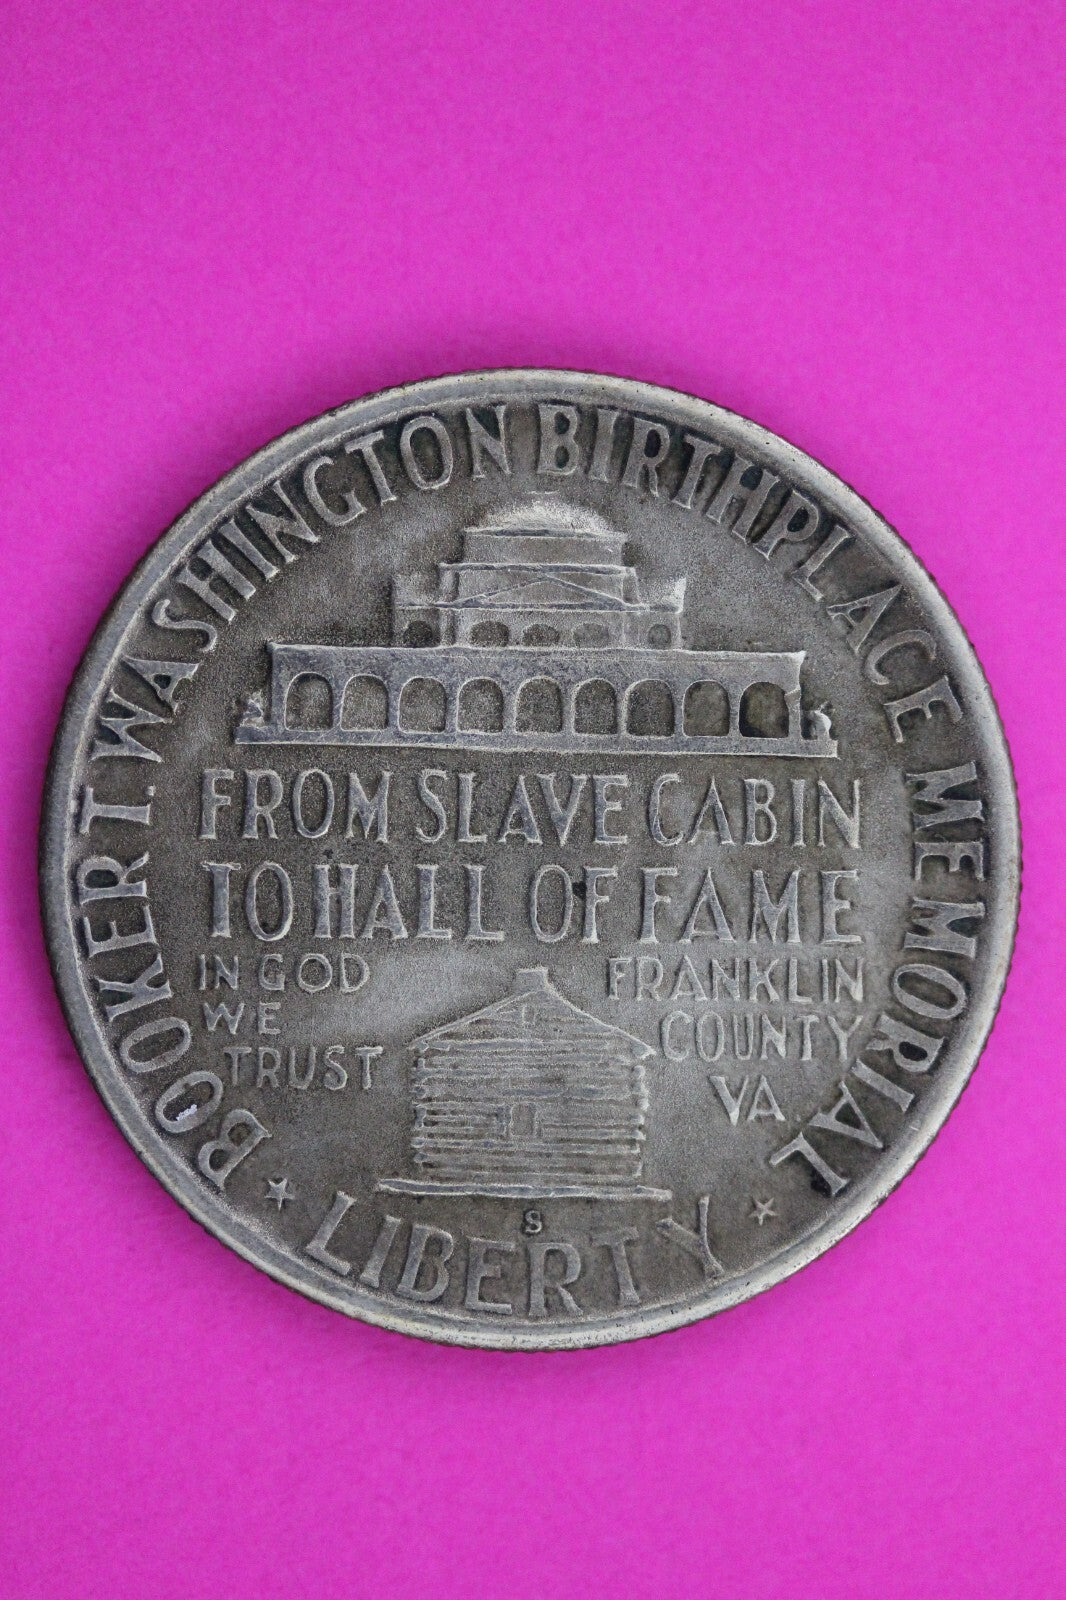 BOOKER T. WASHINGTON BIRTHPLACE MEMORIAL
FROM SLAVE CABIN
TO HALL OF FAME
IN GOD
WE
TRUST
FRANKLIN
COUNTY
VA
S
LIBERTY